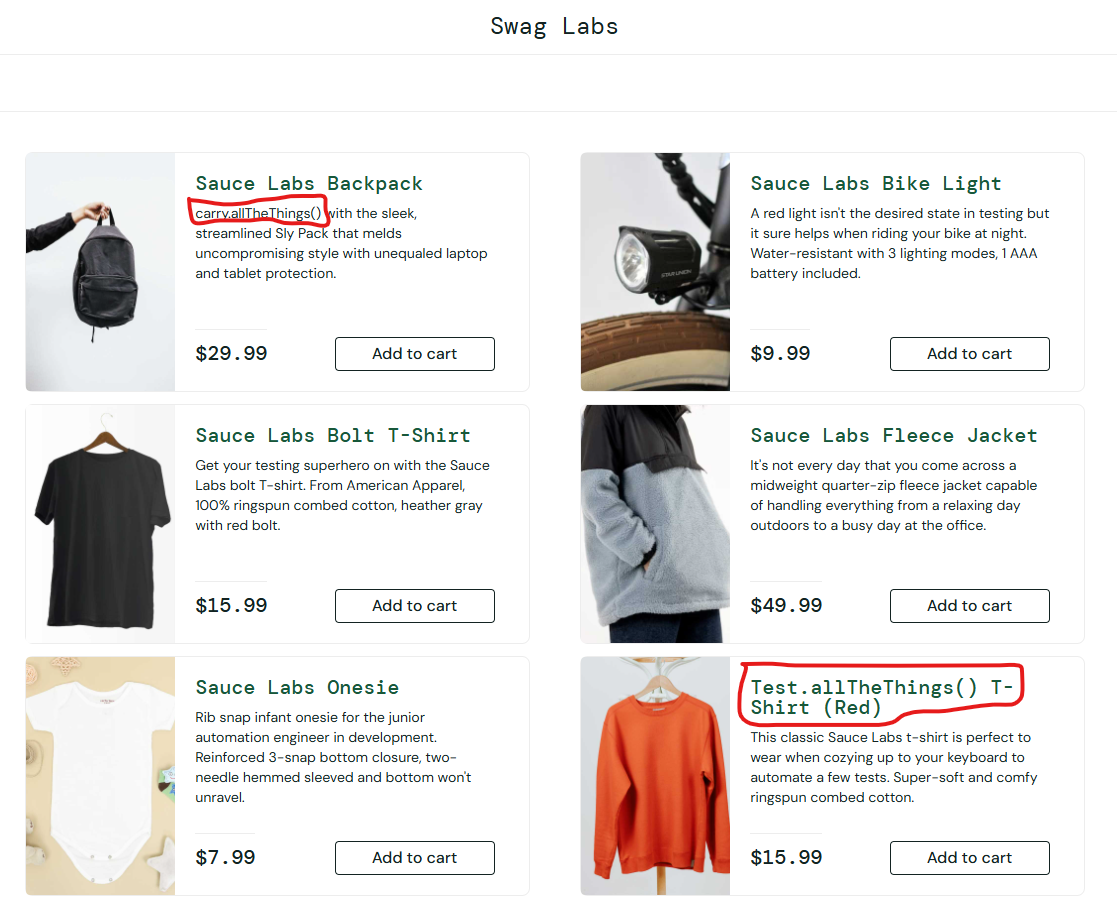 Swag Labs
Sauce Labs Backpack
carry.allTheThings() with the sleek,
streamlined Sly Pack that melds
uncompromising style with unequaled laptop
and tablet protection.
$29.99
Add to cart
Sauce Labs Bike Light
A red light isn't the desired state in testing but
it sure helps when riding your bike at night.
Water-resistant with 3 lighting modes, 1 AAA
battery included.
STAR UNION
$9.99
Add to cart
Sauce Labs Bolt T-Shirt
Get your testing superhero on with the Sauce
Labs bolt T-shirt. From American Apparel,
100% ringspun combed cotton, heather gray
with red bolt.
$15.99
Add to cart
Sauce Labs Fleece Jacket
It's not every day that you come across a
midweight quarter-zip fleece jacket capable
of handling everything from a relaxing day
outdoors to a busy day at the office.
$49.99
Add to cart
Sauce Labs Onesie
Rib snap infant onesie for the junior
automation engineer in development.
Reinforced 3-snap bottom closure, two-
needle hemmed sleeved and bottom won't
unravel.
$7.99
Add to cart
Test.allTheThings() T-
Shirt (Red)
This classic Sauce Labs t-shirt is perfect to
wear when cozying up to your keyboard to
automate a few tests. Super-soft and comfy
ringspun combed cotton.
$15.99
Add to cart